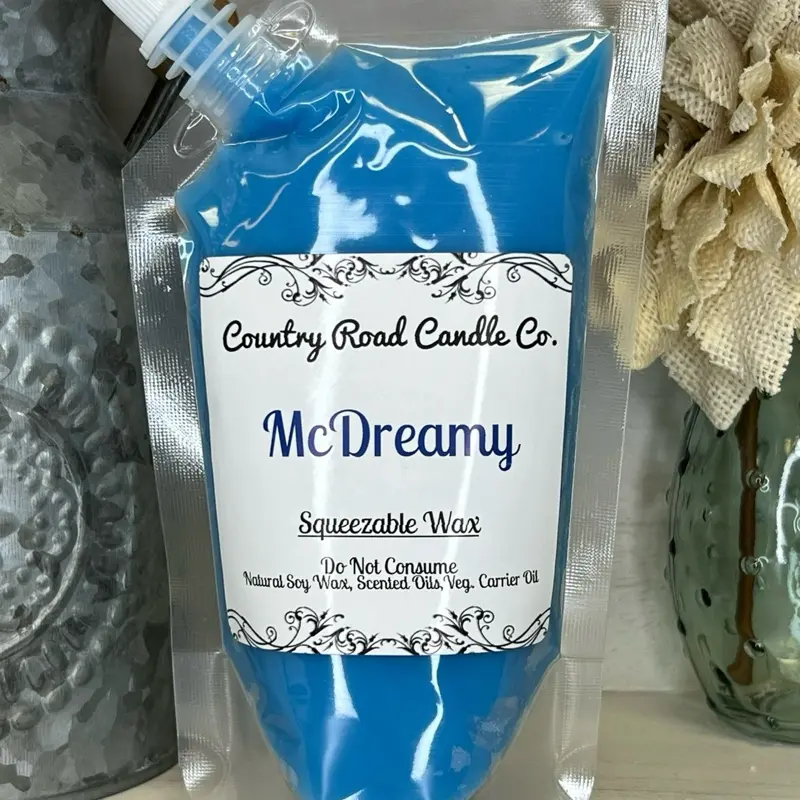 Country Road Candle Co.
McDreamy
Squeezable Wax
Do Not Consume
Natural Soy Wax, Scented Oils, Veg. Carrier Oil